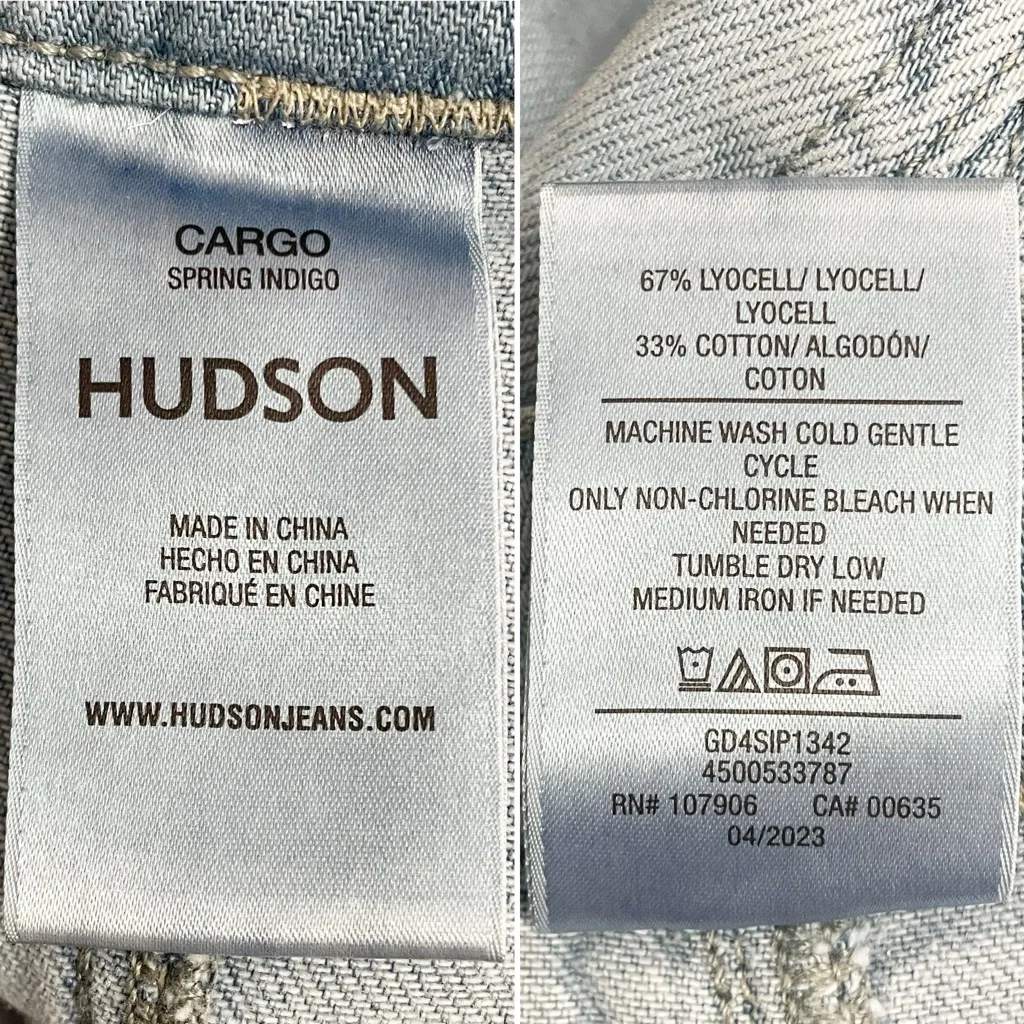 CARGO
SPRING INDIGO
HUDSON
MADE IN CHINA
HECHO EN CHINA
FABRIQUÉ EN CHINE
WWW.HUDSONJEANS.COM
67% LYOCELL/ LYOCELL/
LYOCELL
33% COTTON/ ALGODÓN/
COTON
MACHINE WASH COLD GENTLE
CYCLE
ONLY NON-CHLORINE BLEACH WHEN
NEEDED
TUMBLE DRY LOW
MEDIUM IRON IF NEEDED
GD4SIP1342
4500533787
RN# 107906 CA# 00635
04/2023